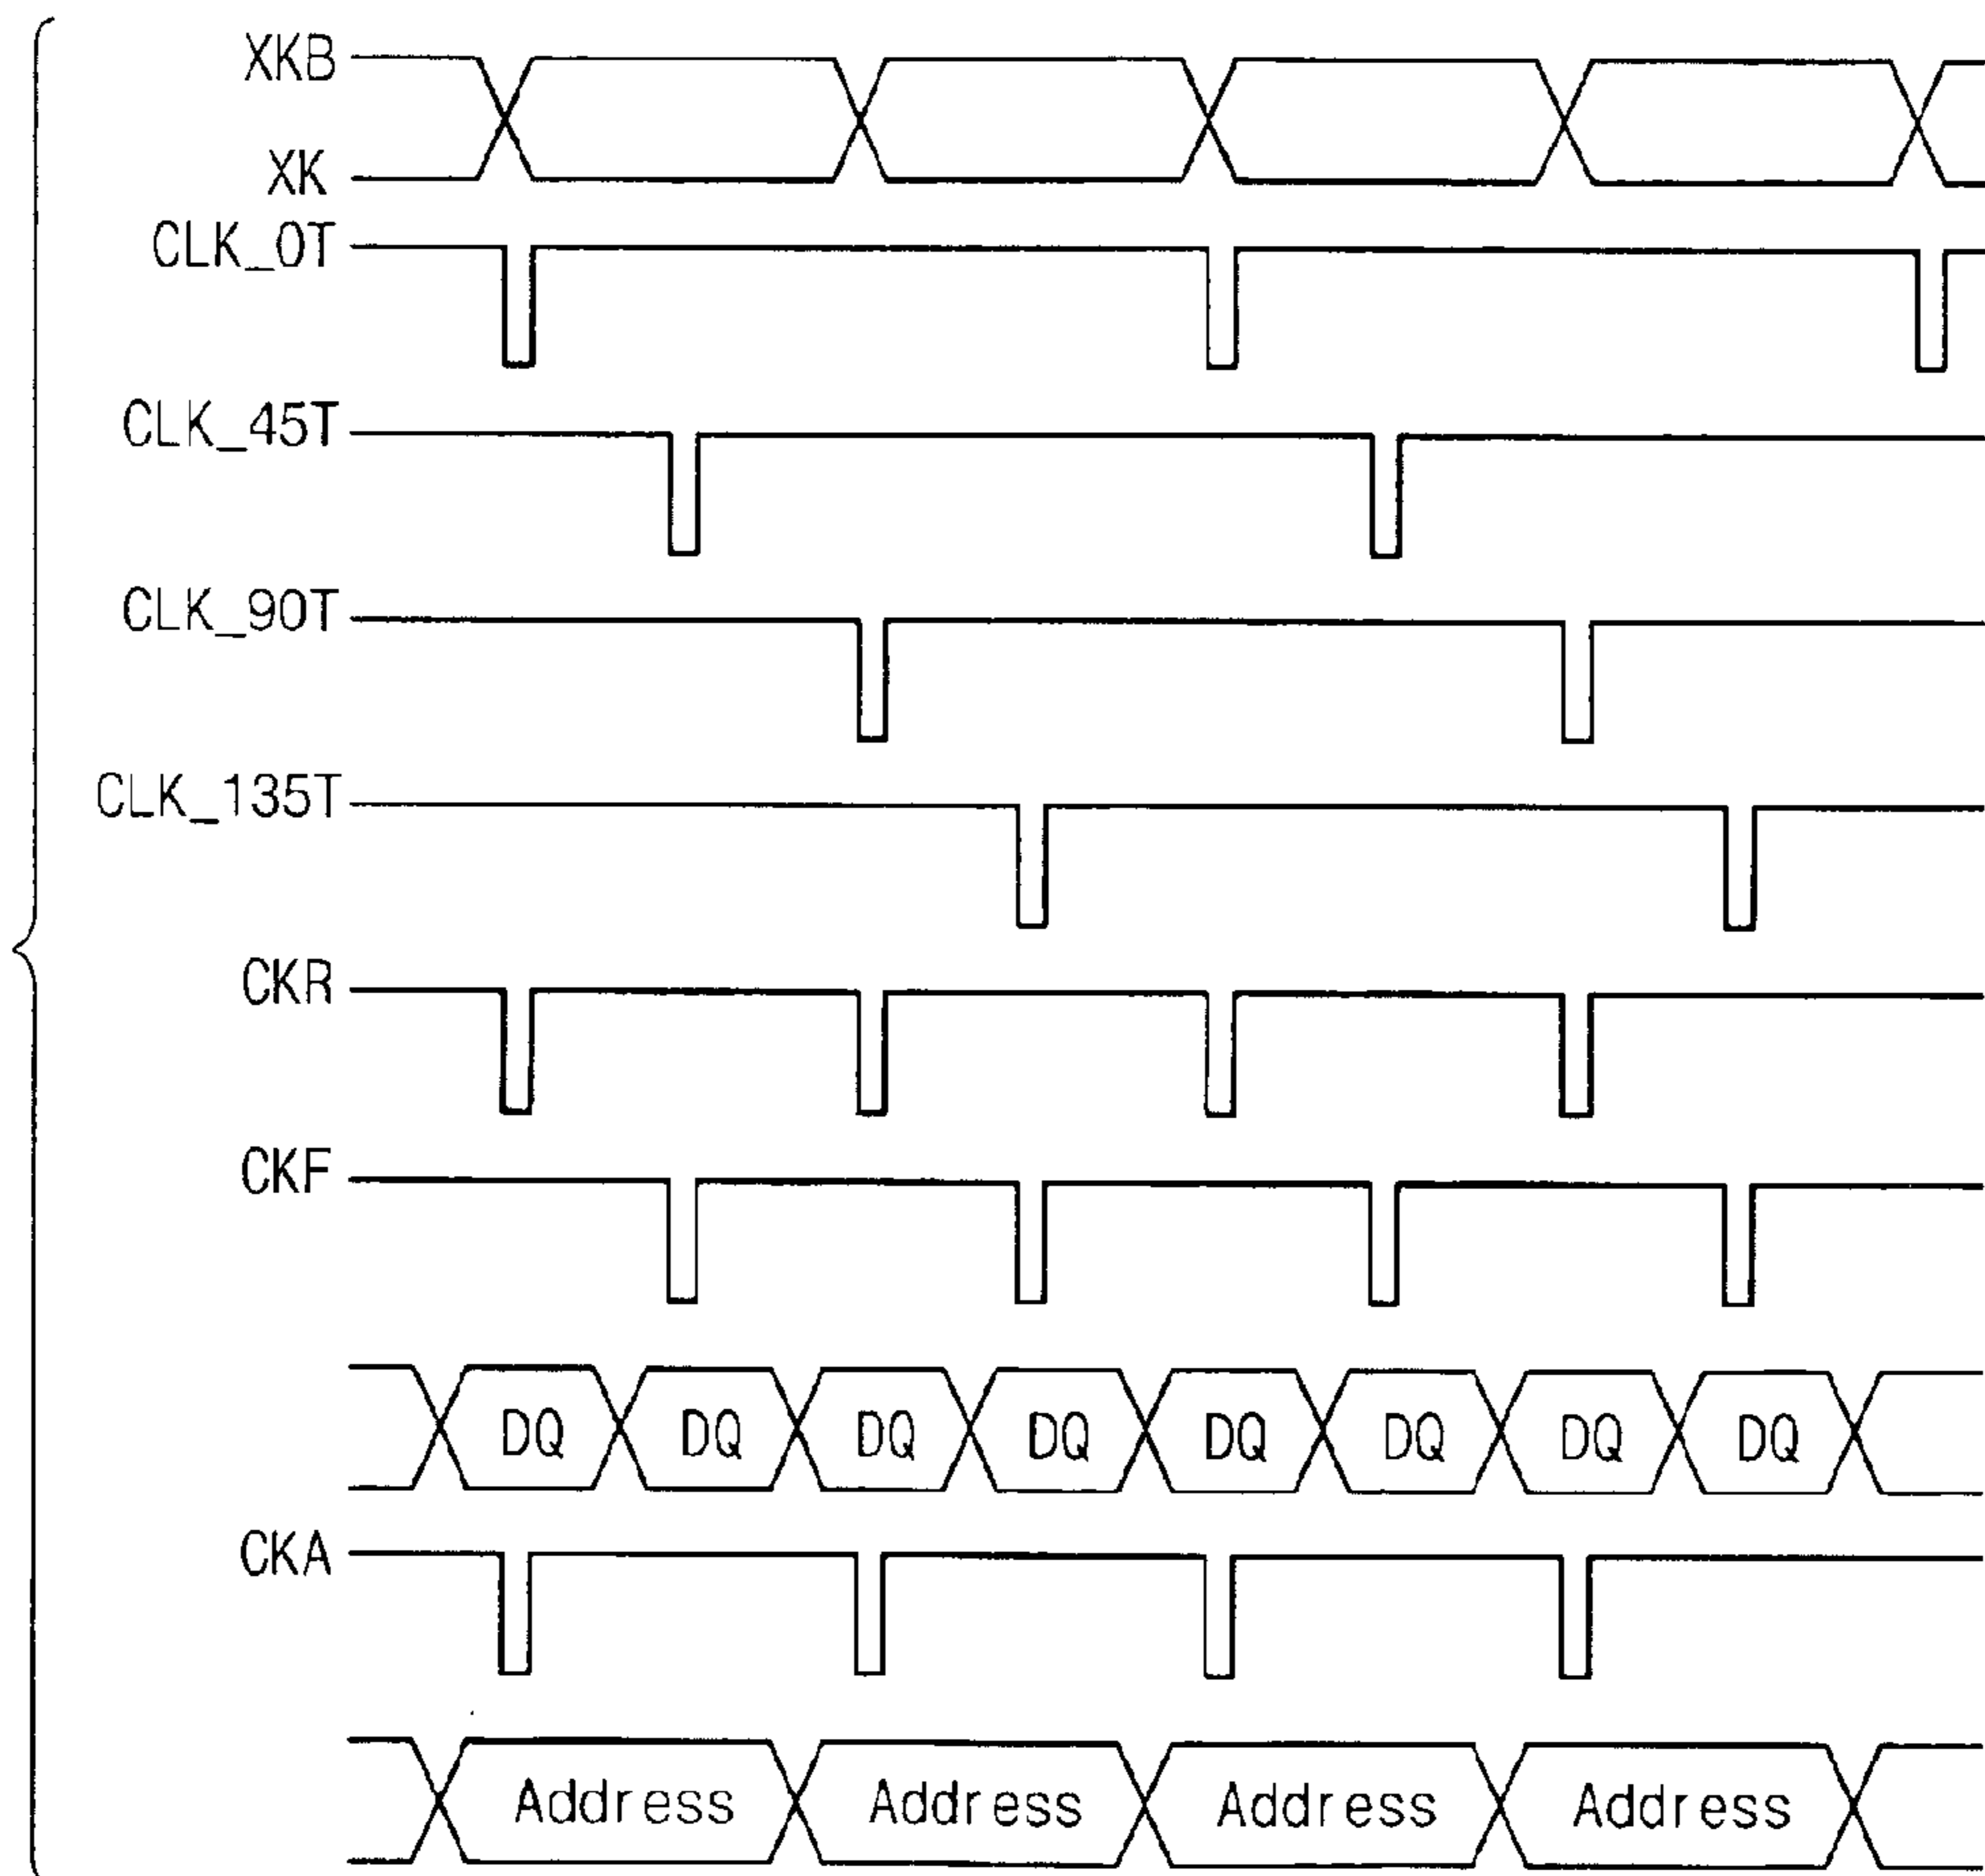 XKB
XK
CLK_0T
CLK_45T
CLK_90T
CLK_135T
CKR
CKF
DQ DQ DQ DQ DQ DQ DQ DQ
CKA
Address Address Address Address